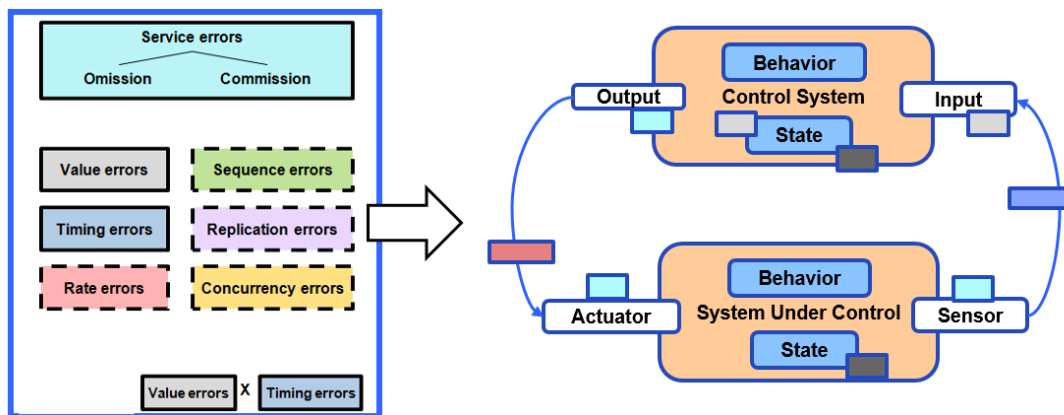 Service errors
Omission Commission
Value errors Sequence errors
Timing errors Replication errors
Rate errors Concurrency errors
Value errors X Timing errors
Behavior
Output Control System Input
State
Behavior
Actuator System Under Control Sensor
State